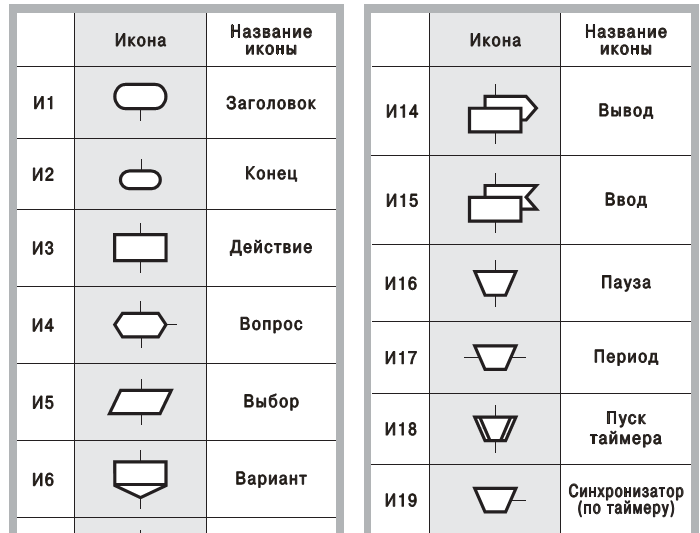 Икона
Название
иконы
И1
Заголовок
И2
Конец
И3
Действие
И4
Вопрос
И5
Выбор
И6
Вариант
Икона
Название
иконы
И14
Вывод
И15
Ввод
И16
Пауза
И17
Период
И18
Пуск
таймера
И19
Синхронизатор
(по таймеру)